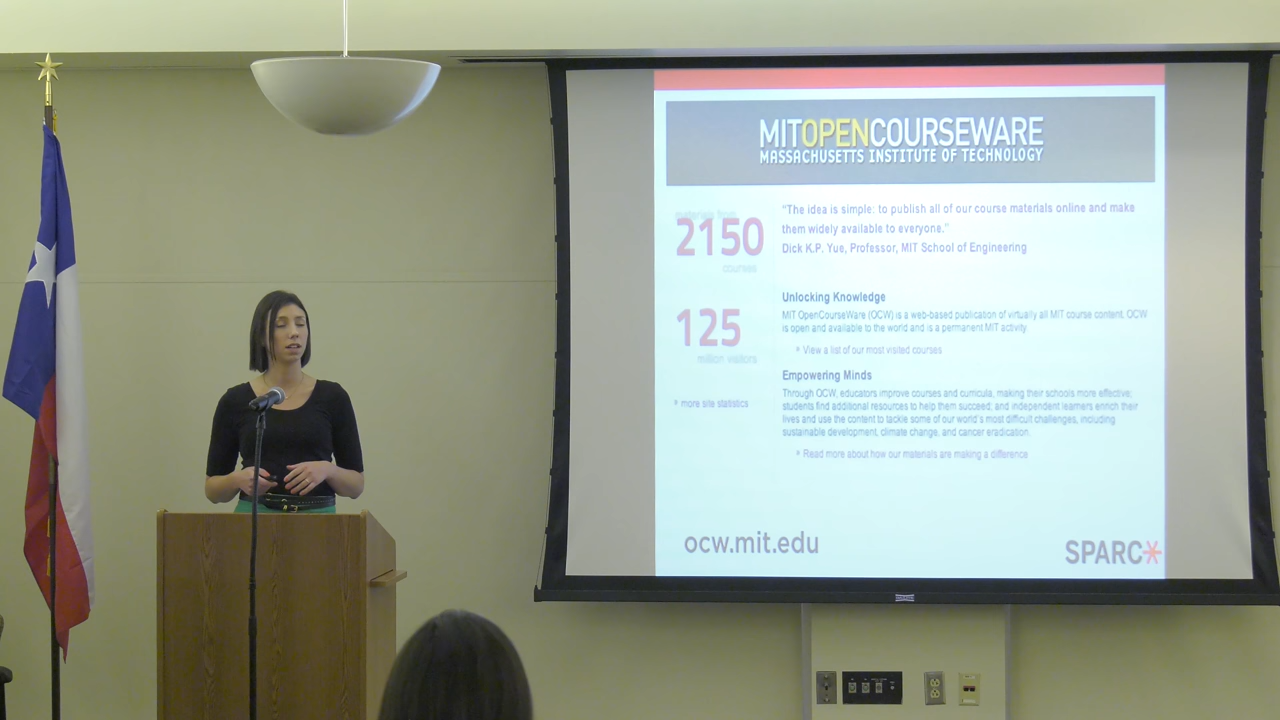 MITOPENCOURSEWARE
MASSACHUSETTS INSTITUTE OF TECHNOLOGY
materials from
2150
courses
125
million visitors
* more site statistics
"The idea is simple: to publish all of our course materials online and make
them widely available to everyone."
Dick K.P. Yue, Professor, MIT School of Engineering
Unlocking Knowledge
MIT OpenCourseWare (OCW) is a web-based publication of virtually all MIT course content. OCW
is open and available to the world and is a permanent MIT activity.
* View a list of our most visited courses
Empowering Minds
Through OCW, educators improve courses and curricula, making their schools more effective;
students find additional resources to help them succeed; and independent learners enrich their
lives and use the content to tackle some of our world's most difficult challenges, including
sustainable development, climate change, and cancer eradication.
* Read more about how our materials are making a difference
ocw.mit.edu
SPARC